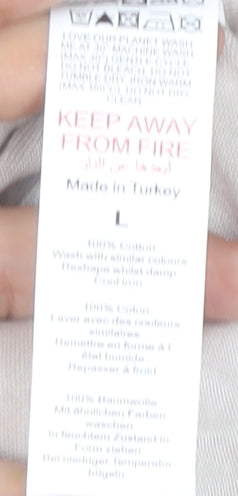 LOVE OUR PLANET WASH
ME AT 30 MACHINE WASH
(MAX 30°) GENTLE CYCLE
DO NOT BLEACH DO NOT
TUMBLE DRY IRON WARM
DO NOT DRY
CLEAN
KEEP AWAY
FROM FIRE
أبعدها عن النار
Made in Turkey
L
100% Cotton
Wash with similar colours
Reshape whilst damp
Cool iron
100% Coton
Laver avec des couleurs
similaires
Remettre en forme à l
état humide
Repasser à froid
100% Baumwolle
Mit ähnlichen Farben
waschen
In feuchtem Zustand in
Form ziehen
Bei niedriger Temperatur
bügeln